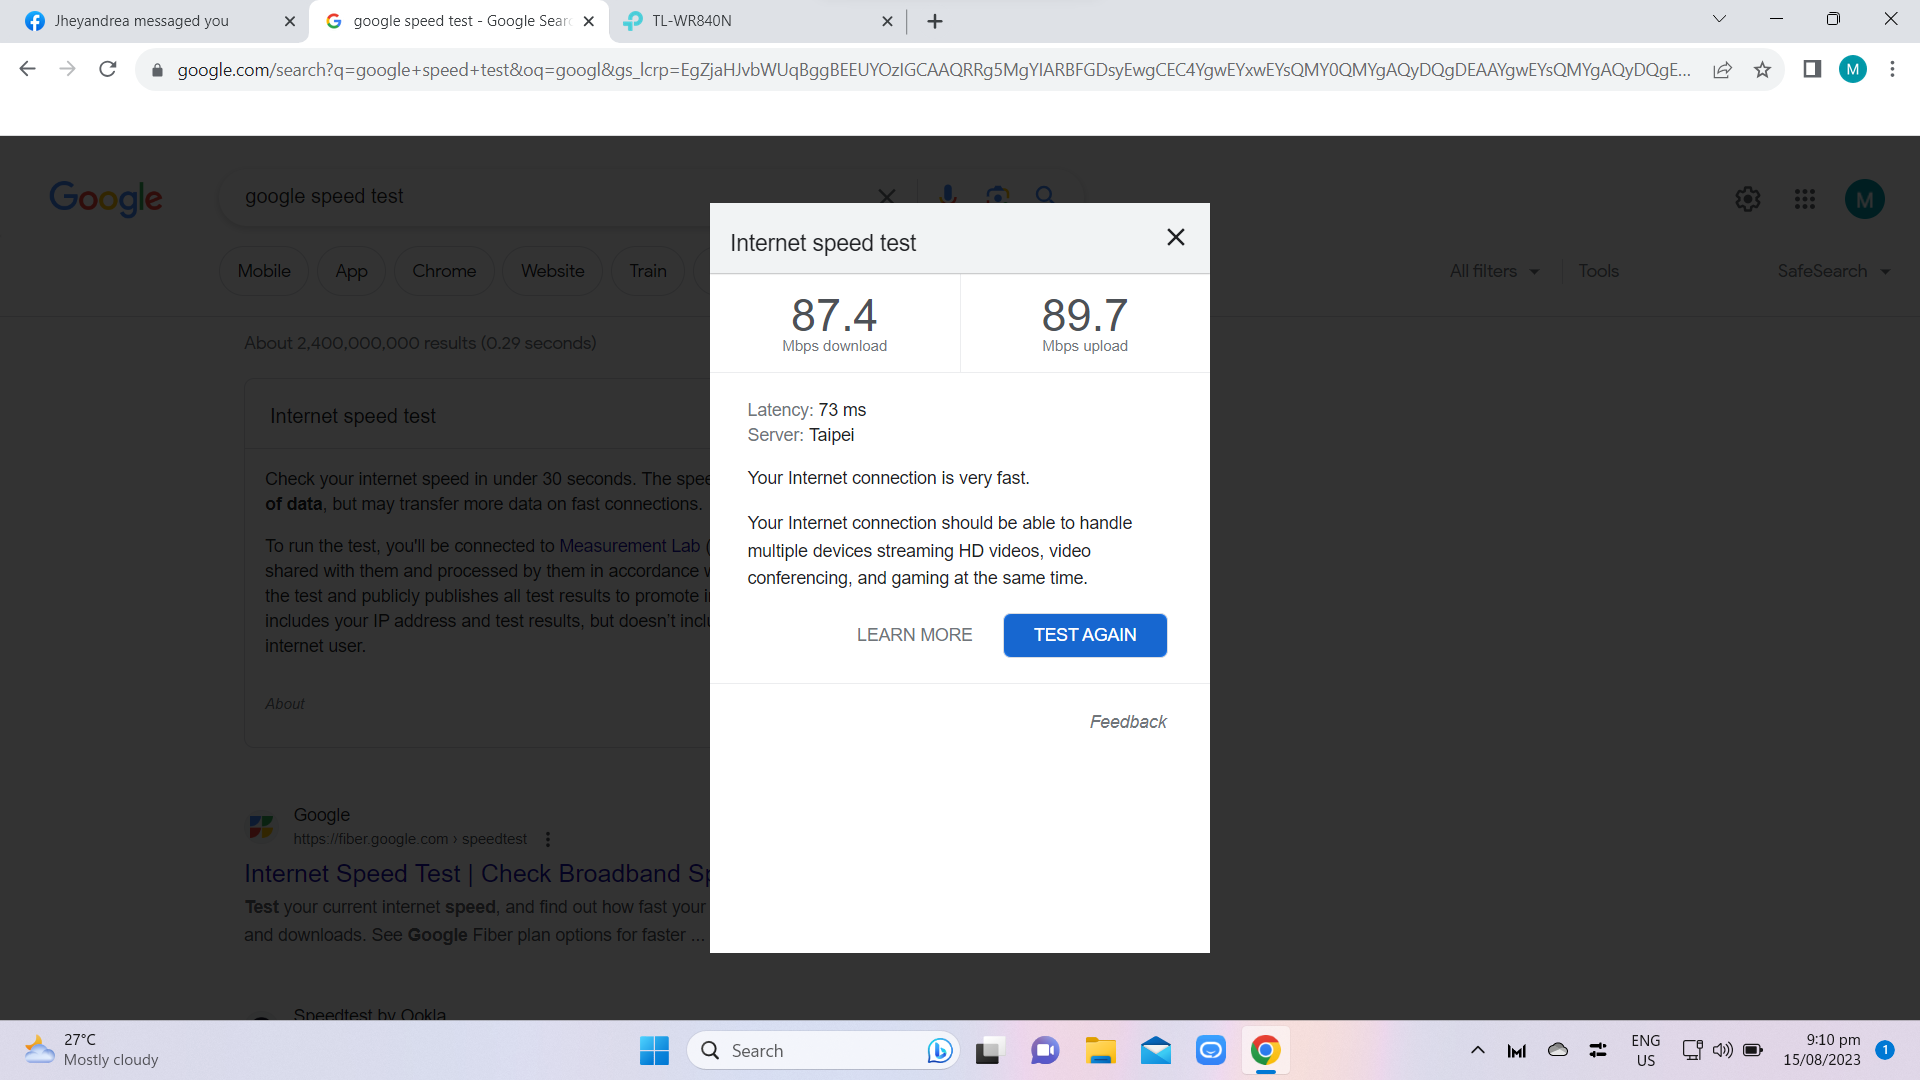 Jheyandrea messaged you
google speed test - Google Sear
TL-WR840N
google.com/search?q=google+speed+test&oq=googl&gs_lcrp=EgZjaHJvbWUqBggBEEUYOzIGCAAQRRg5MgYIARBFGDsyEwgCEC4YgwEYxwEYsQMY0QMYgAQyDQgDEAAYgwEYsQMYgAQyDQgE...
M
Google
google speed test
M
Mobile
App
Chrome
Website
Train
All filters
Tools
SafeSearch
About 2,400,000,000 results (0.29 seconds)
Internet speed test
Check your internet speed in under 30 seconds. The spee
of data, but may transfer more data on fast connections.
To run the test, you'll be connected to Measurement Lab (
shared with them and processed by them in accordance w
the test and publicly publishes all test results to promote i
includes your IP address and test results, but doesn't inclu
internet user.
About
Internet speed test
87.4
Mbps download
89.7
Mbps upload
Latency: 73 ms
Server: Taipei
Your Internet connection is very fast.
Your Internet connection should be able to handle
multiple devices streaming HD videos, video
conferencing, and gaming at the same time.
LEARN MORE
TEST AGAIN
Feedback
Google
https://fiber.google.com › speedtest
Internet Speed Test | Check Broadband Sp
Test your current internet speed, and find out how fast your
and downloads. See Google Fiber plan options for faster ...
Speedtest by Ookla
27°C
Mostly cloudy
Search
ENG
US
9:10 pm
15/08/2023
1